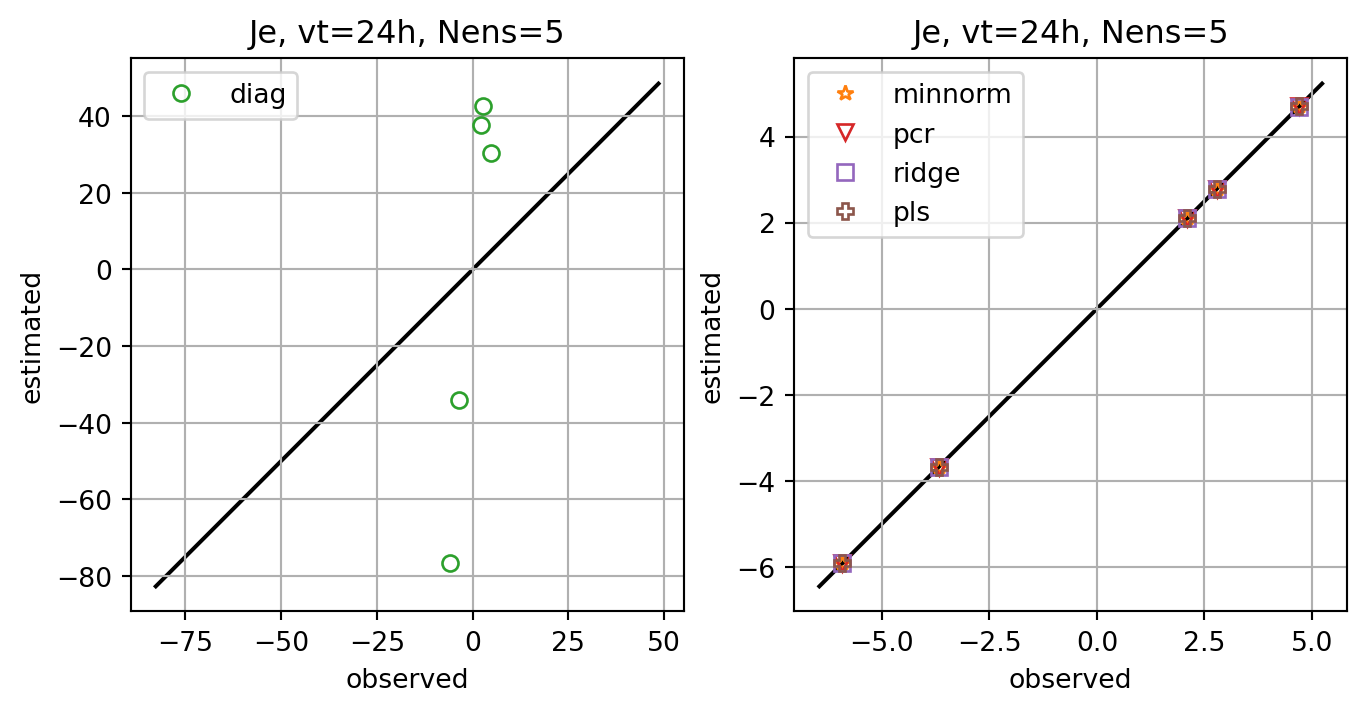 Je, vt=24h, Nens=5
diag
40
20
0
−20
−40
−60
−80
estimated
−75
−50
−25
0
25
50
observed
Je, vt=24h, Nens=5
minnorm
pcr
ridge
pls
4
2
0
−2
−4
−6
estimated
−5.0
−2.5
0.0
2.5
5.0
observed